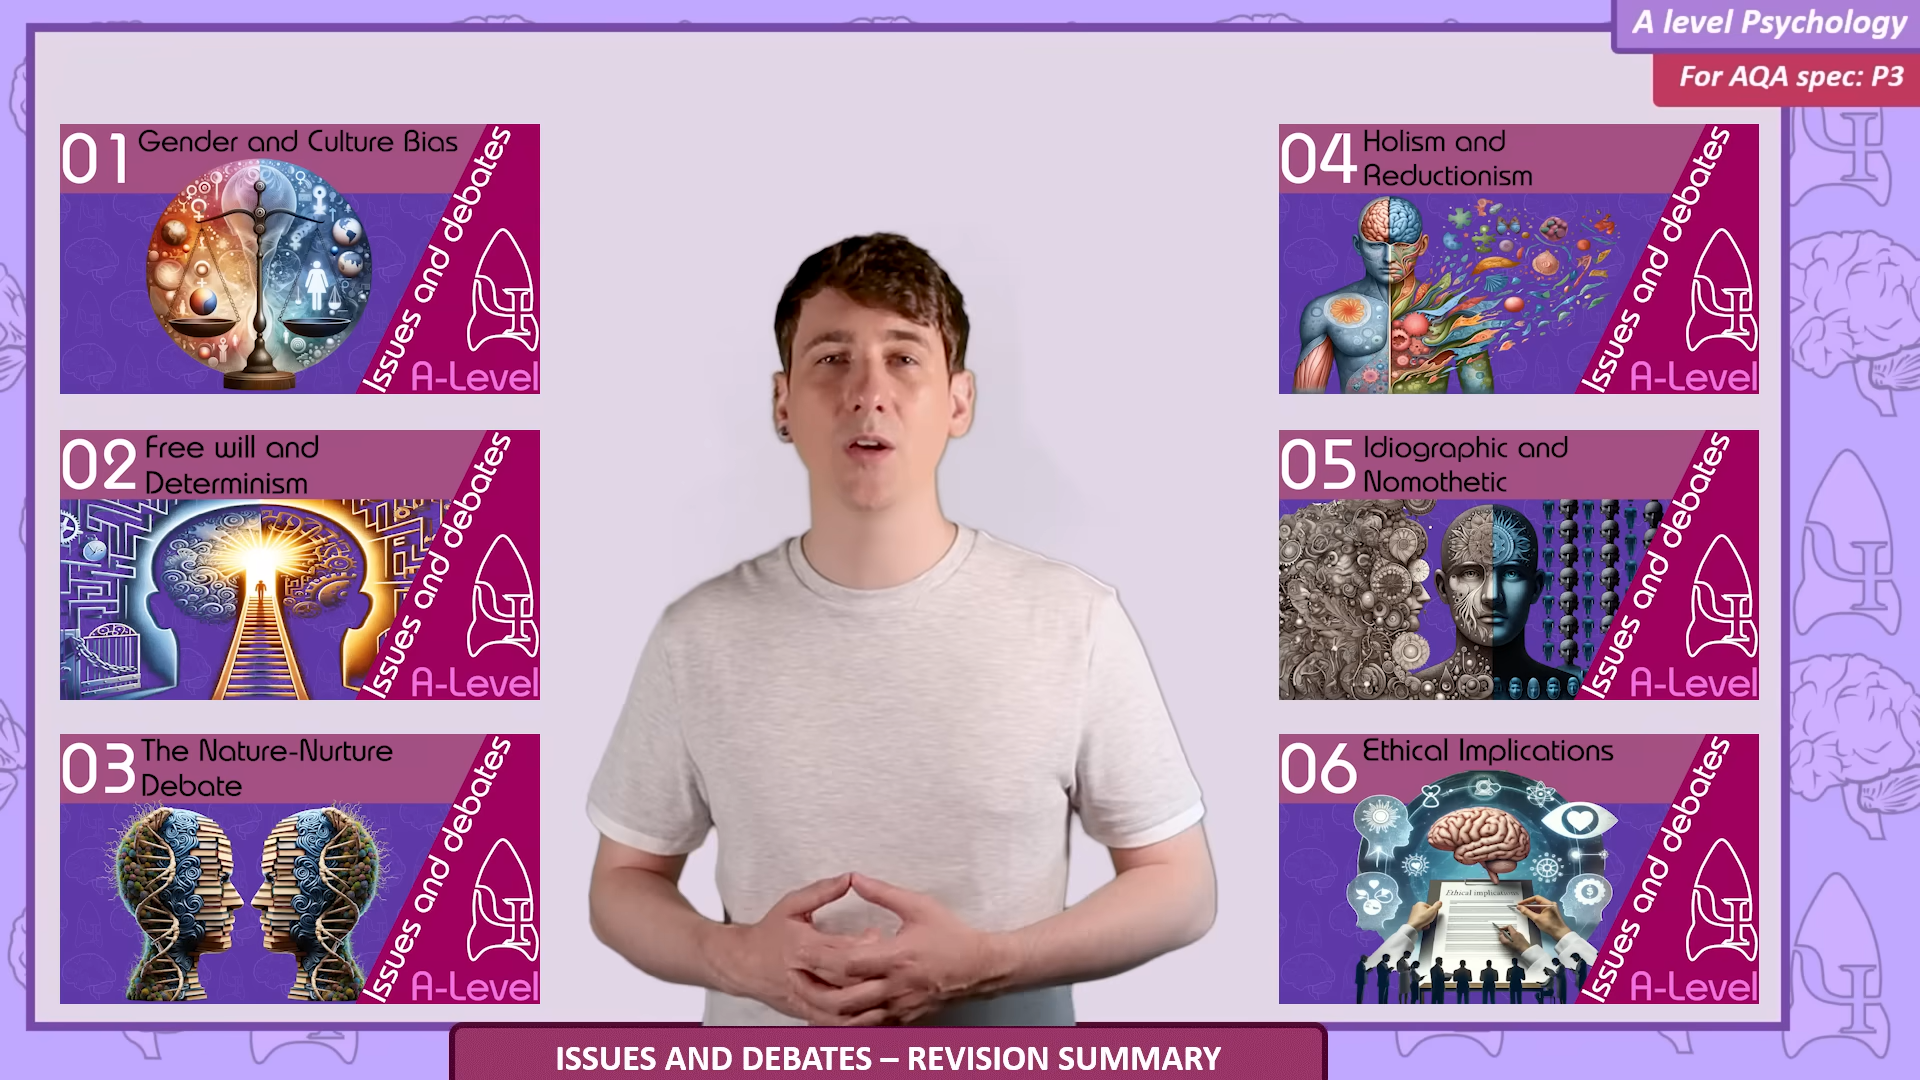 A level Psychology
For AQA spec: P3
01
Gender and Culture Bias
Issues and debates
A-Level
02
Free will and
Determinism
Issues and debates
A-Level
03
The Nature-Nurture
Debate
Issues and debates
A-Level
04
Holism and
Reductionism
Issues and debates
A-Level
05
Idiographic and
Nomothetic
Issues and debates
A-Level
06
Ethical Implications
Ethical implications
Issues and debates
A-Level
ISSUES AND DEBATES – REVISION SUMMARY